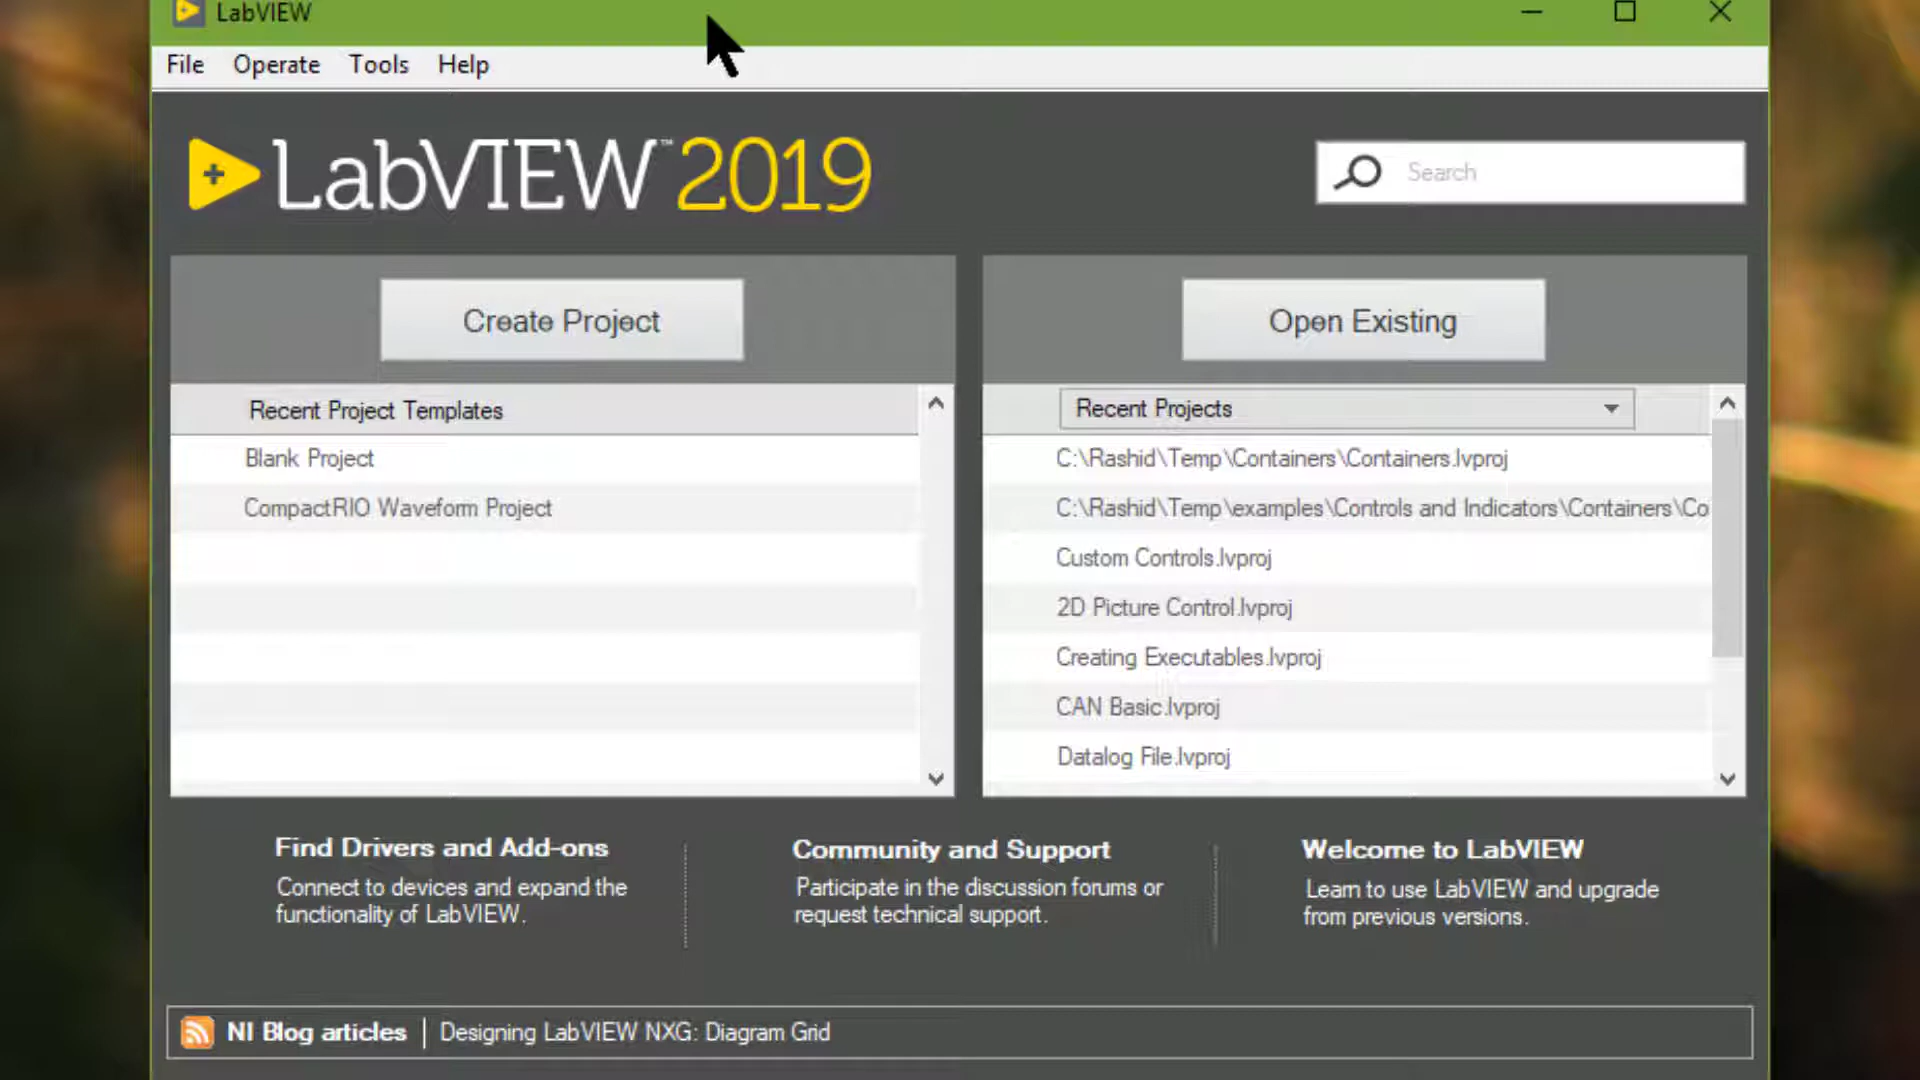 LabVIEW
File Operate Tools Help
LabVIEW™ 2019
Search
Create Project
Open Existing
Recent Project Templates
Blank Project
CompactRIO Waveform Project
Recent Projects
C:\Rashid\Temp\Containers\Containers.lvproj
C:\Rashid\Temp\examples\Controls and Indicators\Containers\Co
Custom Controls.lvproj
2D Picture Control.lvproj
Creating Executables.lvproj
CAN Basic.lvproj
Datalog File.lvproj
Find Drivers and Add-ons
Connect to devices and expand the
functionality of LabVIEW.
Community and Support
Participate in the discussion forums or
request technical support.
Welcome to LabVIEW
Learn to use LabVIEW and upgrade
from previous versions.
NI Blog articles | Designing LabVIEW NXG: Diagram Grid